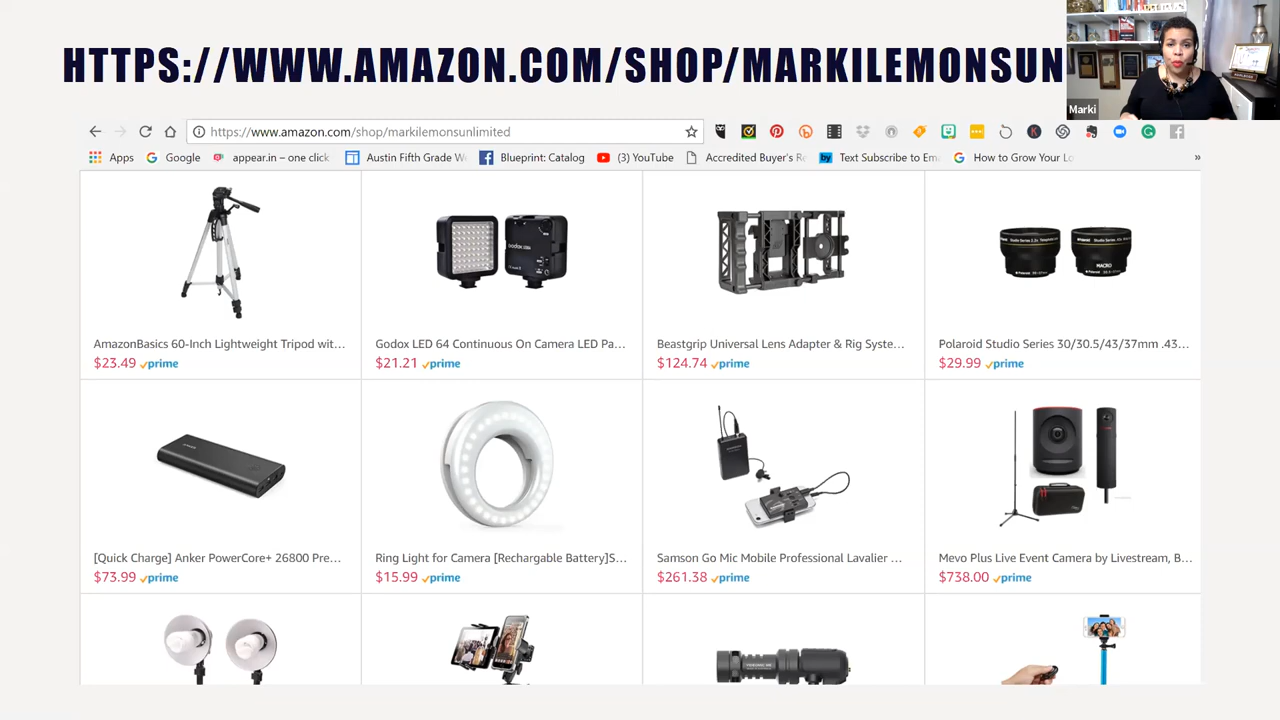 HTTPS://WWW.AMAZON.COM/SHOP/MARKILEMONSUN
Marki
https://www.amazon.com/shop/markilemonsunlimited
Apps Google appear.in – one click Austin Fifth Grade W Blueprint: Catalog (3) YouTube Accredited Buyer's Re Text Subscribe to Ema How to Grow Your Lo »
AmazonBasics 60-Inch Lightweight Tripod wit... Godox LED 64 Continuous On Camera LED Pa... Beastgrip Universal Lens Adapter & Rig Syste... Polaroid Studio Series 30/30.5/43/37mm .43...
$23.49 prime $21.21 prime $124.74 prime $29.99 prime
[Quick Charge] Anker PowerCore+ 26800 Pre... Ring Light for Camera [Rechargable Battery]S... Samson Go Mic Mobile Professional Lavalier ... Mevo Plus Live Event Camera by Livestream, B...
$73.99 prime $15.99 prime $261.38 prime $738.00 prime